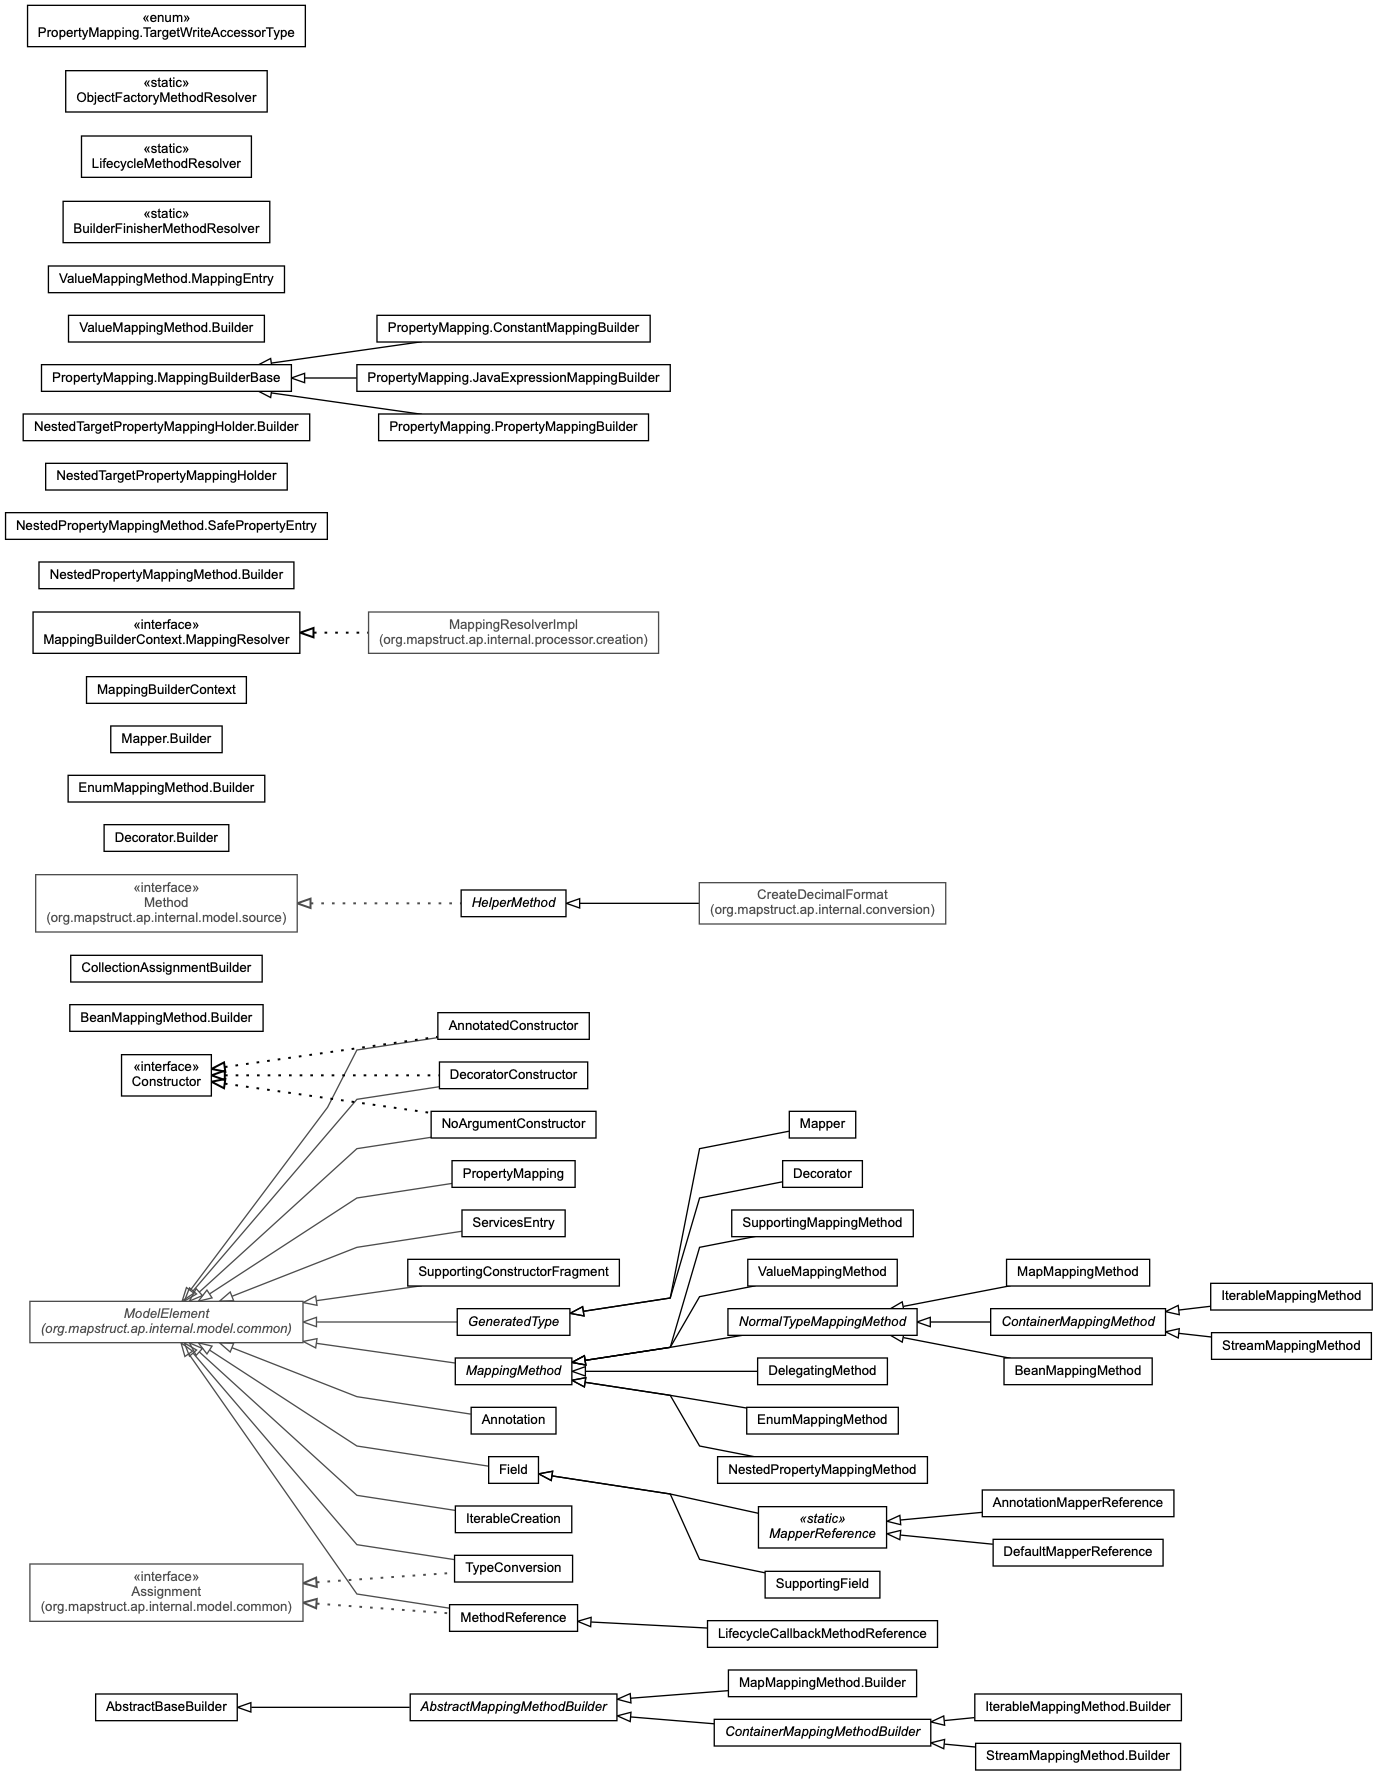 «enum»
PropertyMapping.TargetWriteAccessorType
«static»
ObjectFactoryMethodResolver
«static»
LifecycleMethodResolver
«static»
BuilderFinisherMethodResolver
ValueMappingMethod.MappingEntry
ValueMappingMethod.Builder
PropertyMapping.ConstantMappingBuilder
PropertyMapping.MappingBuilderBase
PropertyMapping.JavaExpressionMappingBuilder
NestedTargetPropertyMappingHolder.Builder
PropertyMapping.PropertyMappingBuilder
NestedTargetPropertyMappingHolder
NestedPropertyMappingMethod.SafePropertyEntry
NestedPropertyMappingMethod.Builder
«interface»
MappingBuilderContext.MappingResolver
MappingResolverImpl
(org.mapstruct.ap.internal.processor.creation)
MappingBuilderContext
Mapper.Builder
EnumMappingMethod.Builder
Decorator.Builder
«interface»
Method
(org.mapstruct.ap.internal.model.source)
HelperMethod
CreateDecimalFormat
(org.mapstruct.ap.internal.conversion)
CollectionAssignmentBuilder
BeanMappingMethod.Builder
AnnotatedConstructor
«interface»
Constructor
DecoratorConstructor
NoArgumentConstructor
Mapper
PropertyMapping
Decorator
ServicesEntry
SupportingMappingMethod
SupportingConstructorFragment
ValueMappingMethod
MapMappingMethod
IterableMappingMethod
ModelElement
(org.mapstruct.ap.internal.model.common)
GeneratedType
NormalTypeMappingMethod
ContainerMappingMethod
StreamMappingMethod
MappingMethod
DelegatingMethod
BeanMappingMethod
Annotation
EnumMappingMethod
Field
NestedPropertyMappingMethod
AnnotationMapperReference
IterableCreation
«static»
MapperReference
DefaultMapperReference
TypeConversion
SupportingField
«interface»
Assignment
(org.mapstruct.ap.internal.model.common)
MethodReference
LifecycleCallbackMethodReference
MapMappingMethod.Builder
AbstractBaseBuilder
AbstractMappingMethodBuilder
IterableMappingMethod.Builder
ContainerMappingMethodBuilder
StreamMappingMethod.Builder